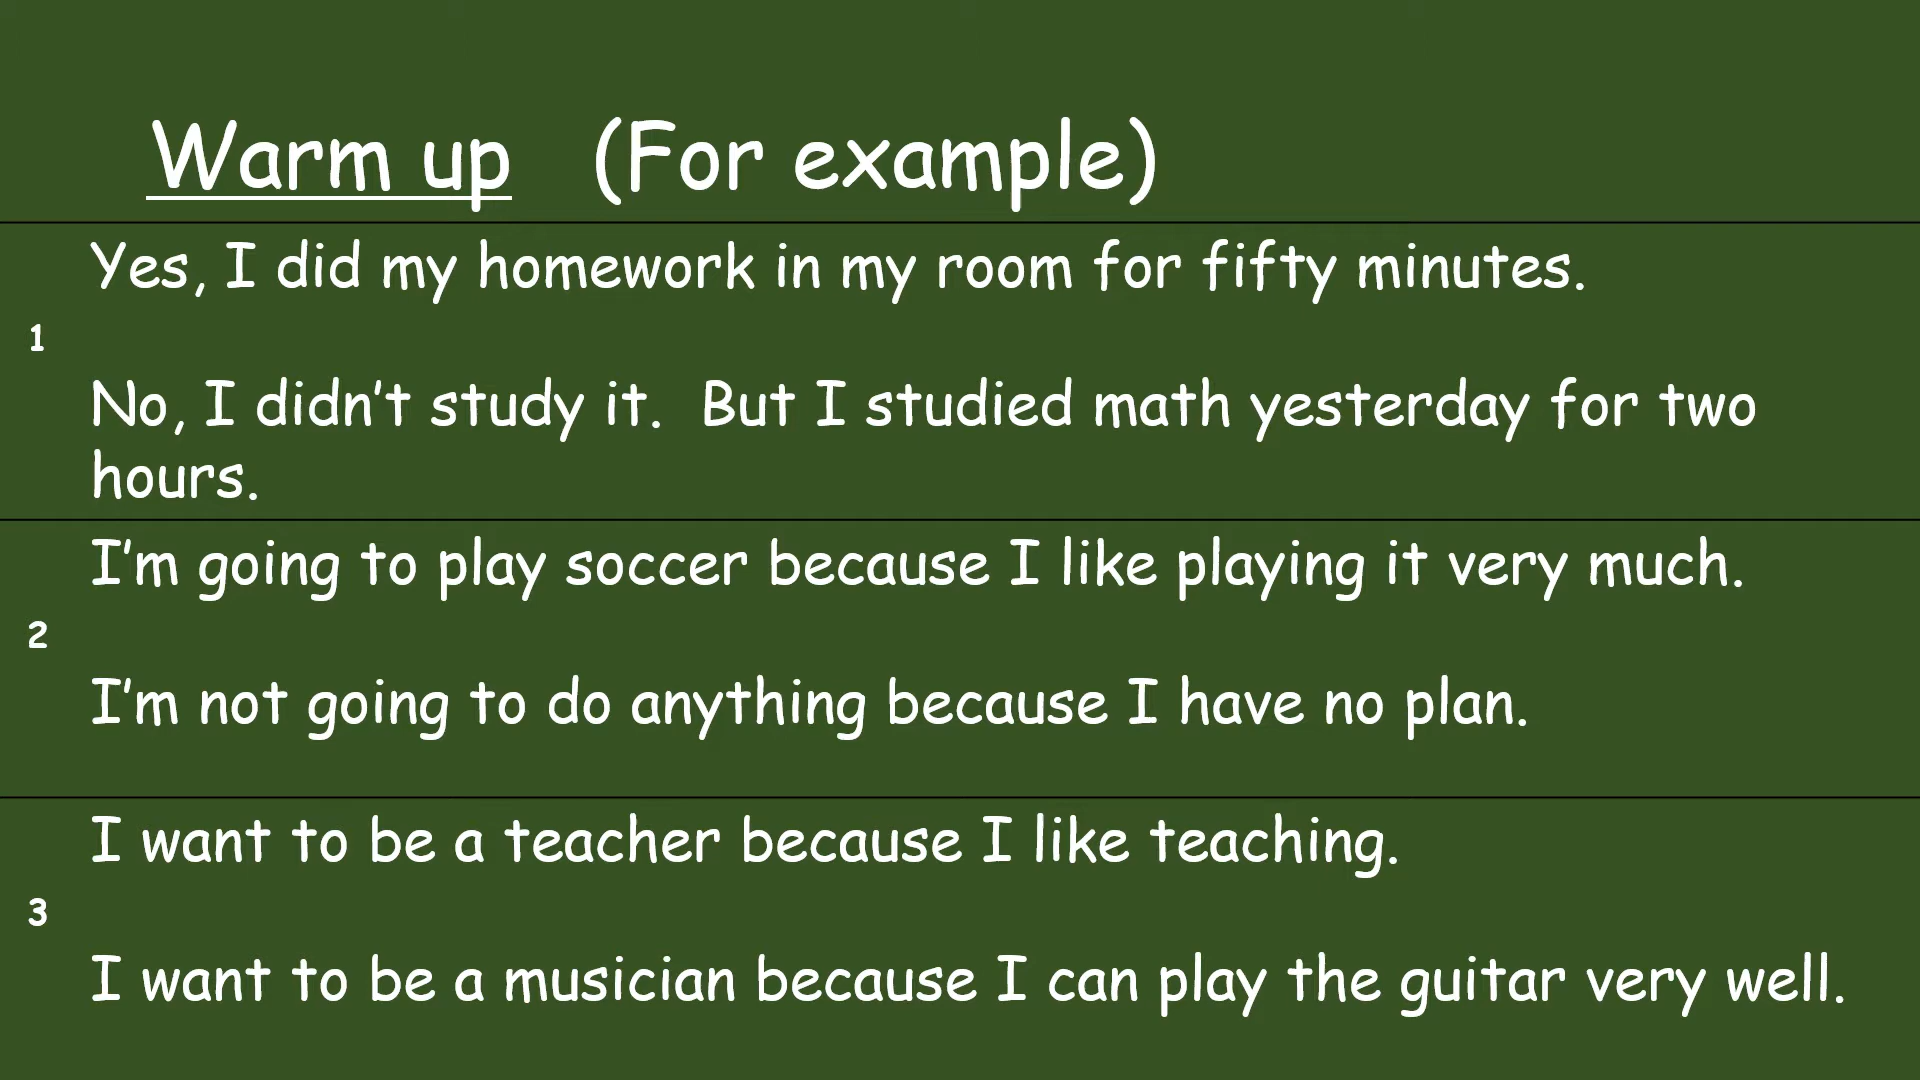 Warm up (For example)
Yes, I did my homework in my room for fifty minutes.
1
No, I didn’t study it. But I studied math yesterday for two
hours.
I’m going to play soccer because I like playing it very much.
2
I’m not going to do anything because I have no plan.
I want to be a teacher because I like teaching.
3
I want to be a musician because I can play the guitar very well.